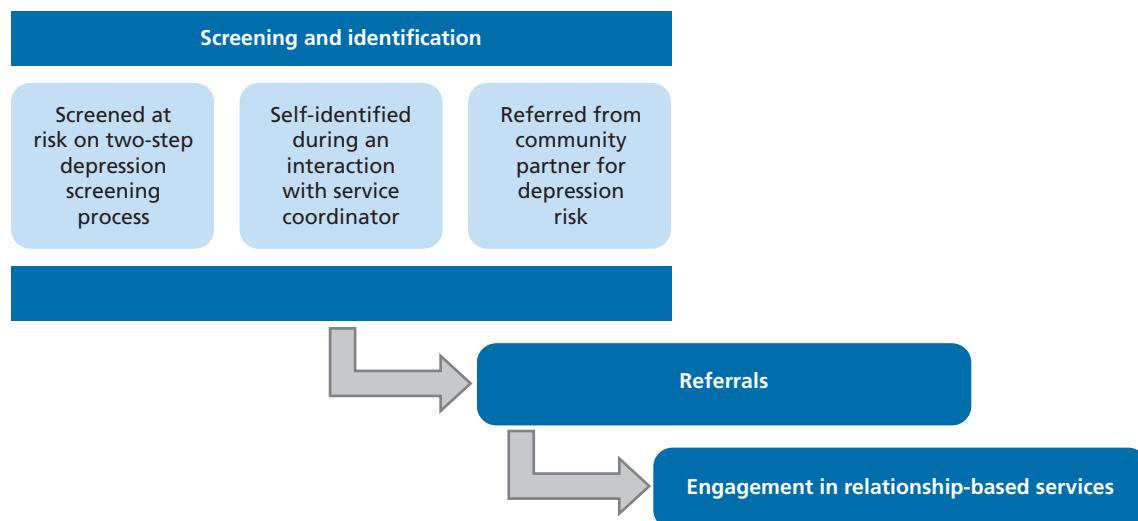 Screening and identification
Screened at
risk on two-step
depression
screening
process
Self-identified
during an
interaction
with service
coordinator
Referred from
community
partner for
depression
risk
Referrals
Engagement in relationship-based services